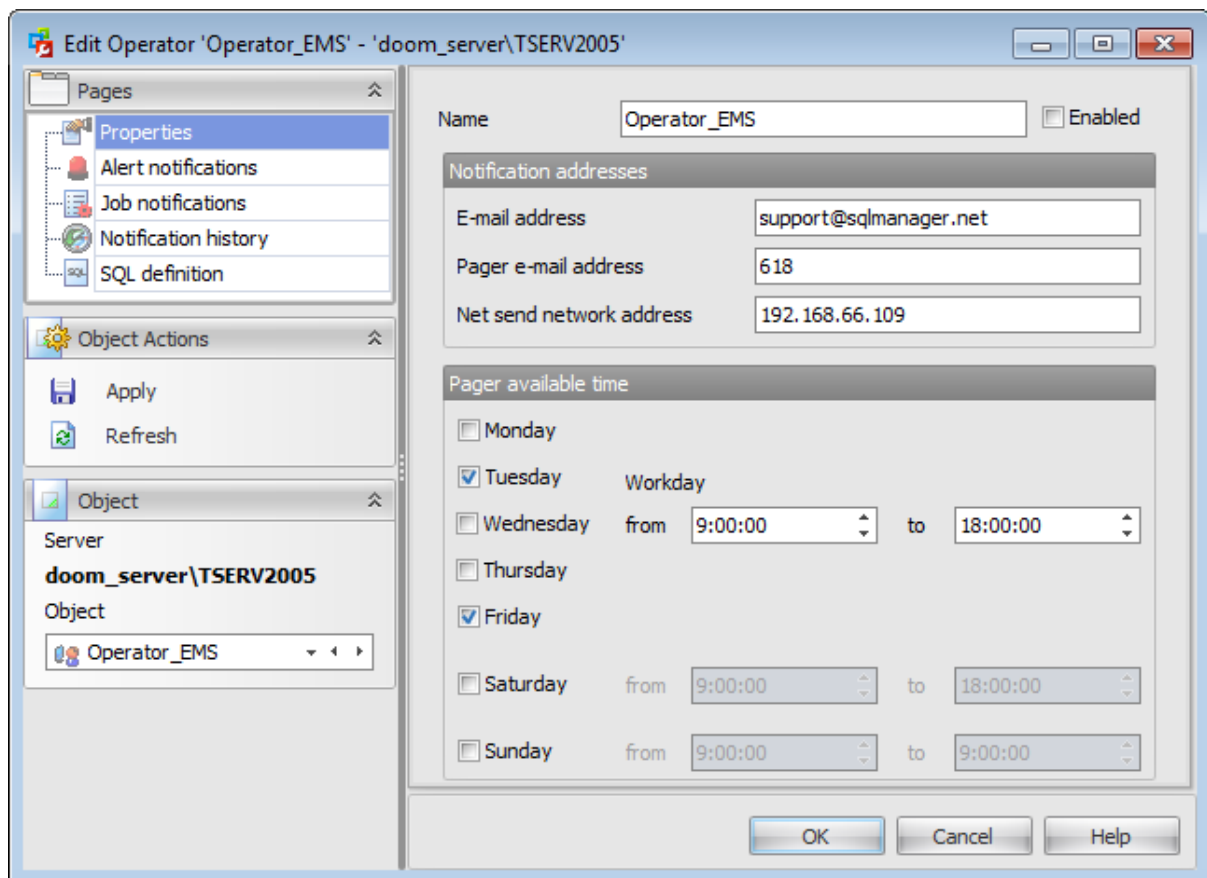 Edit Operator 'Operator_EMS' - 'doom_server\TSERV2005'
Pages
Properties
Alert notifications
Job notifications
Notification history
SQL
SQL definition
Object Actions
Apply
Refresh
Object
Server
doom_server\TSERV2005
Object
Operator_EMS
Name Operator_EMS Enabled
Notification addresses
E-mail address support@sqlmanager.net
Pager e-mail address 618
Net send network address 192.168.66.109
Pager available time
Monday
Tuesday Workday
Wednesday from 9:00:00 to 18:00:00
Thursday
Friday
Saturday from 9:00:00 to 18:00:00
Sunday from 9:00:00 to 9:00:00
OK Cancel Help